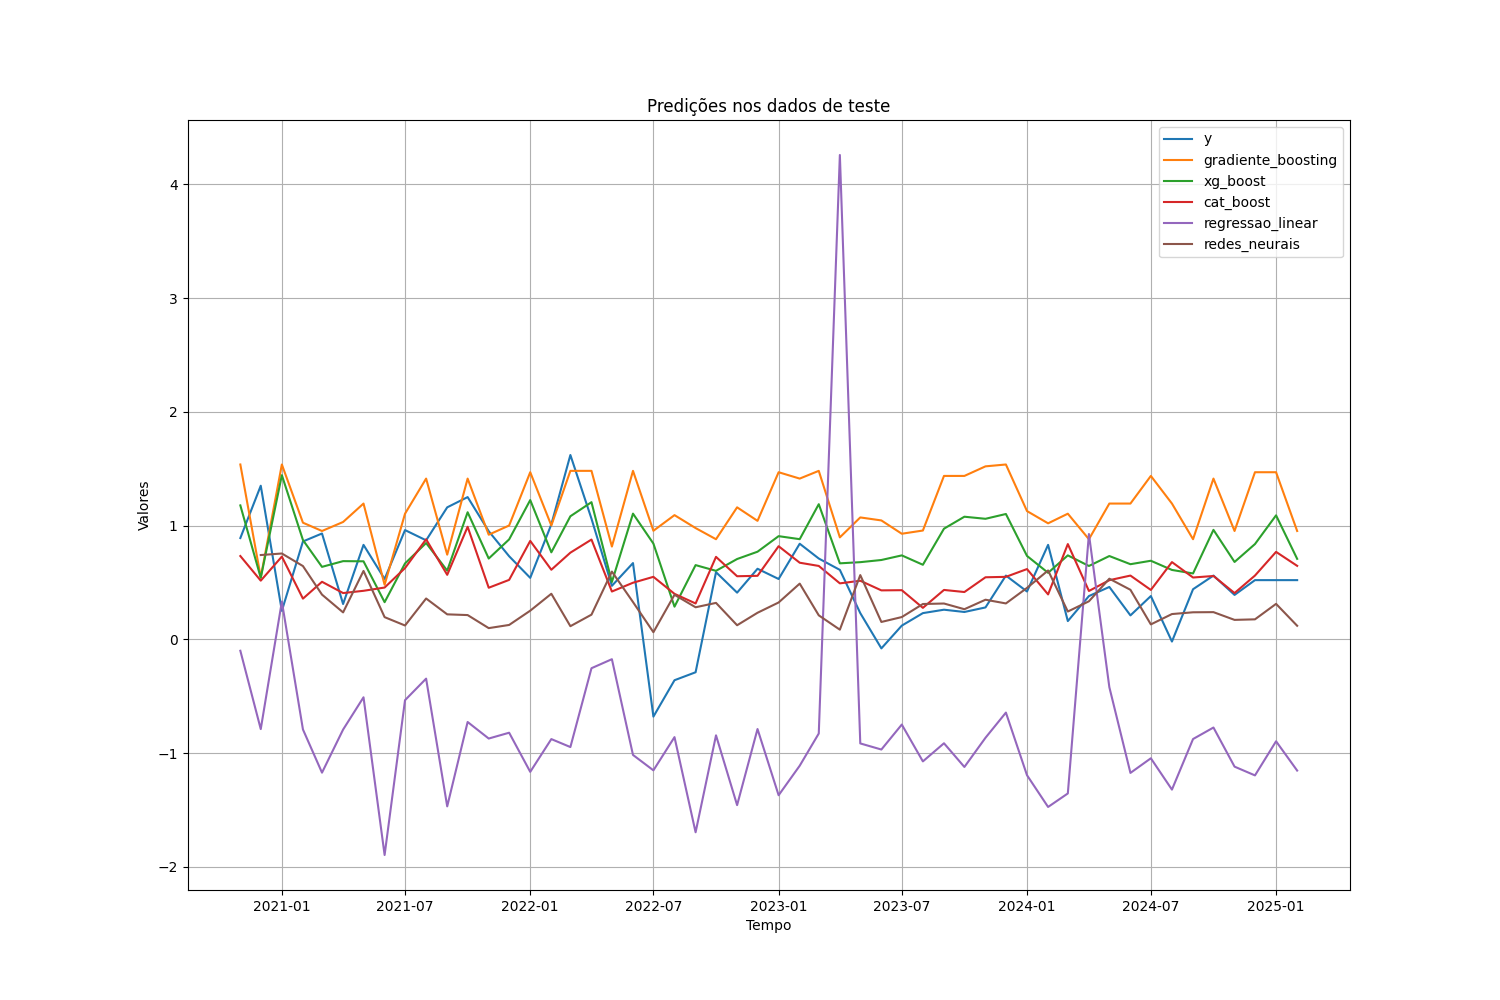 Predições nos dados de teste
y
gradiente_boosting
xg_boost
cat_boost
regressao_linear
redes_neurais
Valores
4
3
2
1
0
−1
−2
2021-01 2021-07 2022-01 2022-07 2023-01 2023-07 2024-01 2024-07 2025-01
Tempo